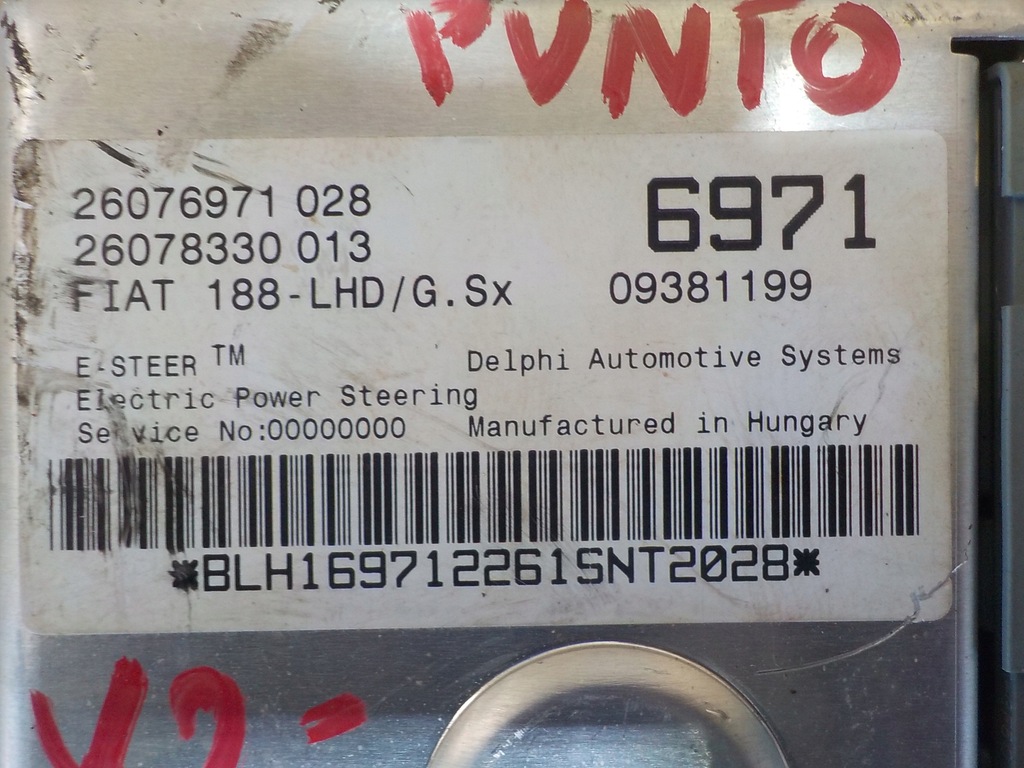 PUNTO
26076971 028
6971
26078330 013
FIAT 188-LHD/G.Sx
09381199
E-STEER TM
Delphi Automotive Systems
Electric Power Steering
Service No:00000000
Manufactured in Hungary
*BLH169712261SNT2028*